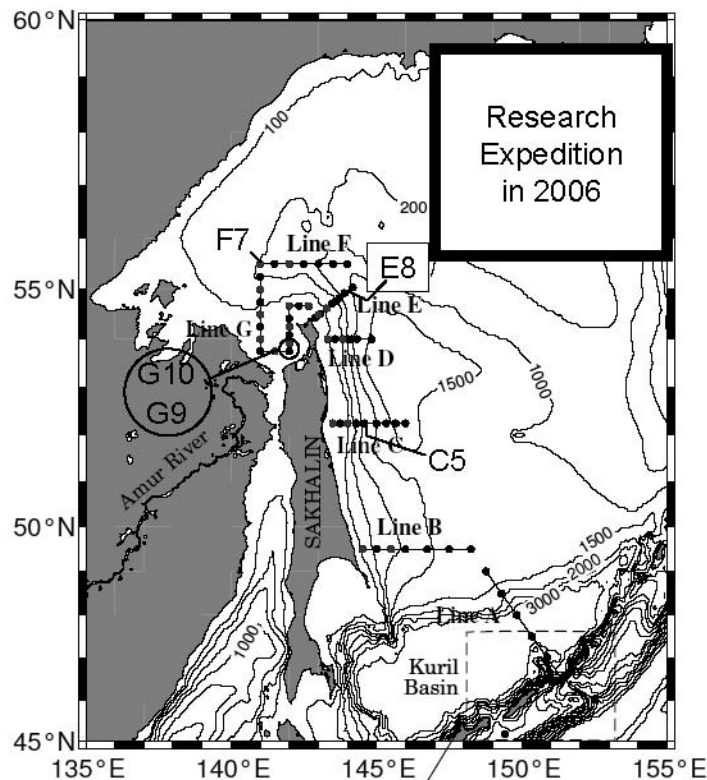 60°N
100
Research
Expedition
in 2006
200
F7
Line F
E8
55°N
Line E
Line G
Line D
G10
G9
1500
1000
Line C
C5
Amur River
SAKHALIN
50°N
Line B
1500
2000
3000
Line A
1000
Kuril
Basin
45°N
135°E
140°E
145°E
150°E
155°E